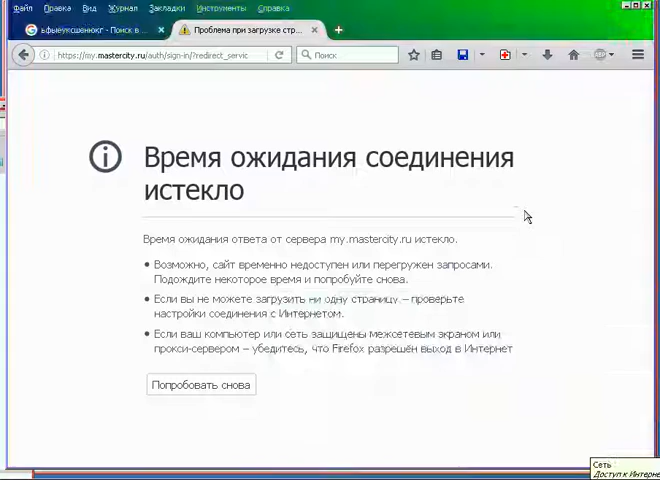 Файл Правка Вид Журнал Закладки Инструменты Справка
ьфыеуксшенюкг - Поиск в ...
Проблема при загрузке стр...
https://my.mastercity.ru/auth/sign-in/?redirect_servic
Поиск
Время ожидания соединения
истекло
Время ожидания ответа от сервера my.mastercity.ru истекло.
Возможно, сайт временно недоступен или перегружен запросами.
Подождите некоторое время и попробуйте снова.
Если вы не можете загрузить ни одну страницу – проверьте
настройки соединения с Интернетом.
Если ваш компьютер или сеть защищены межсетевым экраном или
прокси-сервером – убедитесь, что Firefox разрешён выход в Интернет
Попробовать снова
Сеть
Доступ к Интерне